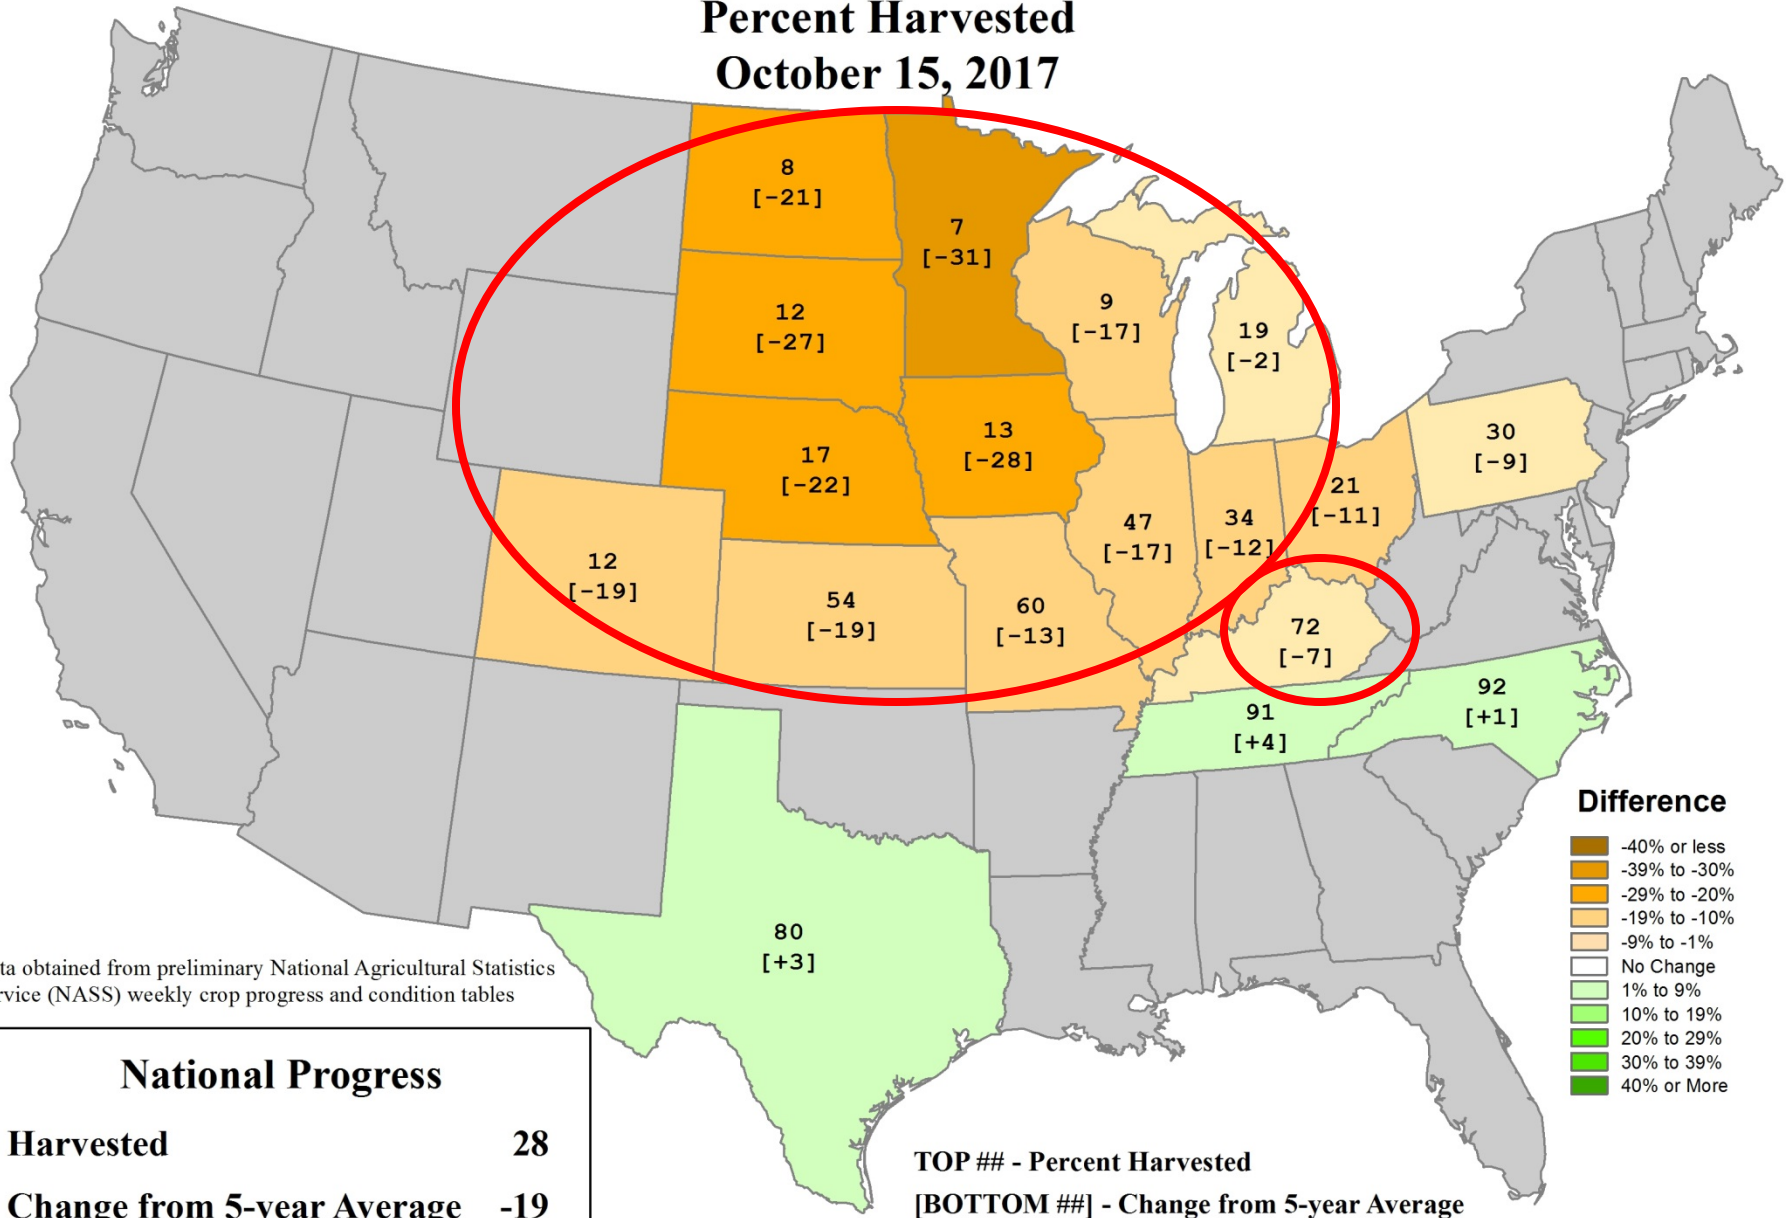 Percent Harvested
October 15, 2017
8
[-21]
7
[-31]
12
[-27]
9
[-17]
19
[-2]
17
[-22]
13
[-28]
30
[-9]
47
[-17]
34
[-12]
21
[-11]
12
[-19]
54
[-19]
60
[-13]
72
[-7]
91
[+4]
92
[+1]
80
[+3]
Difference
-40% or less
-39% to -30%
-29% to -20%
-19% to -10%
-9% to -1%
No Change
1% to 9%
10% to 19%
20% to 29%
30% to 39%
40% or More
ta obtained from preliminary National Agricultural Statistics
rvice (NASS) weekly crop progress and condition tables
National Progress
Harvested 28
Change from 5-year Average -19
TOP ## - Percent Harvested
[BOTTOM ##] - Change from 5-year Average